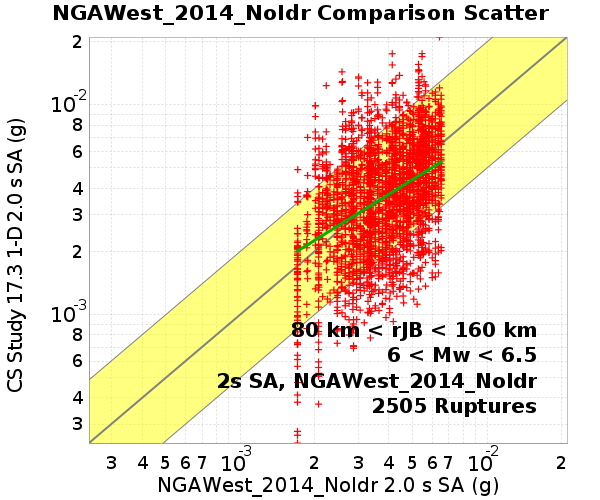 NGAWest_2014_NoIdr Comparison Scatter
CS Study 17.3 1-D 2.0 s SA (g)
2
10-2
8
6
4
3
2
10-3
8
6
4
3
80 km < rJB < 160 km
6 < Mw < 6.5
2s SA, NGAWest_2014_NoIdr
2505 Ruptures
3 4 5 6 7 10-3 2 3 4 5 6 7 10-2 2
NGAWest_2014_NoIdr 2.0 s SA (g)